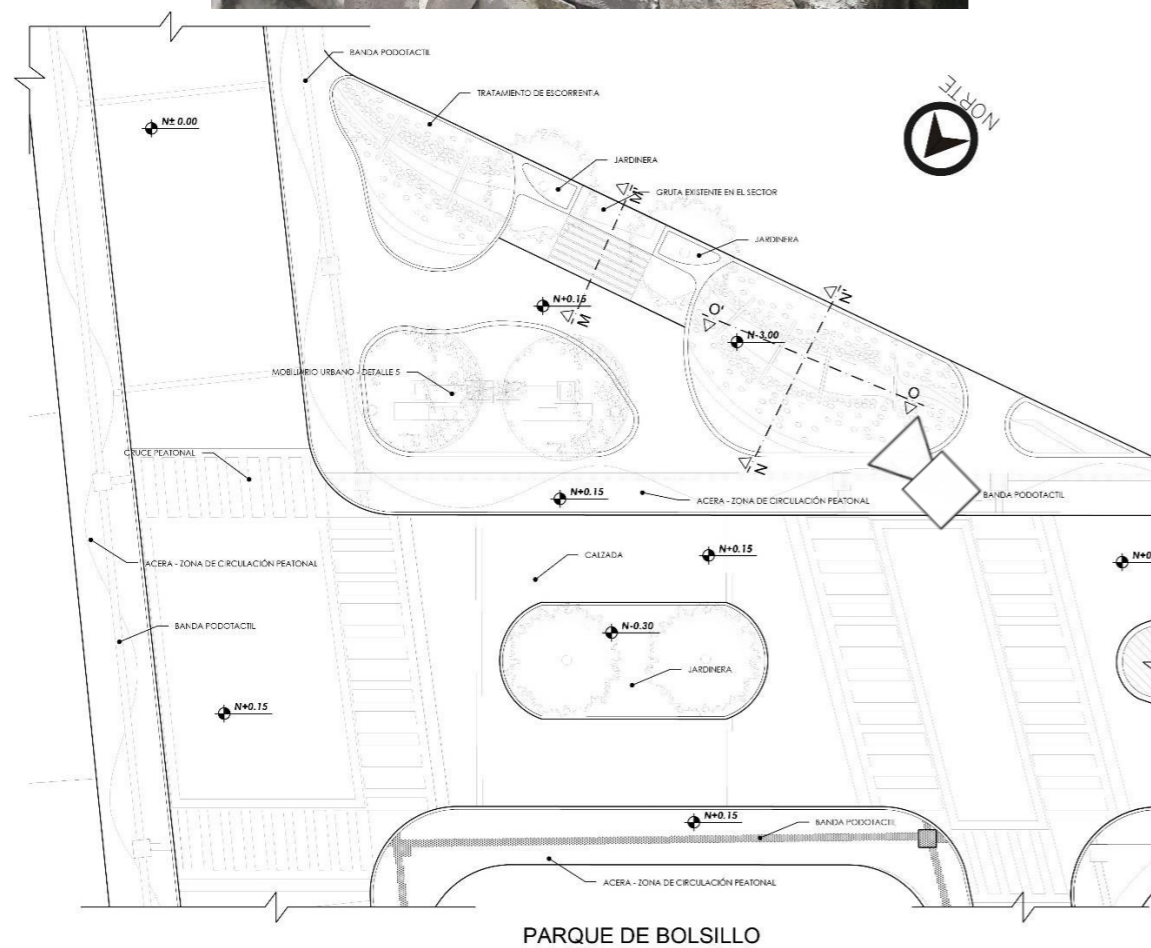 BANDA PODOTACTIL
NORTE
TRATAMIENTO DE ESCORRENTIA
N± 0.00
JARDINERA
M'
GRUTA EXISTENTE EN EL SECTOR
JARDINERA
N'
N+0.15
M
O'
N-3.00
MOBILIARIO URBANO - DETALLE 5
O
CRUCE PEATONAL
N
N+0.15
ACERA - ZONA DE CIRCULACIÓN PEATONAL
BANDA PODOTACTIL
CALZADA
N+0.15
N+0
ACERA - ZONA DE CIRCULACIÓN PEATONAL
BANDA PODOTACTIL
N-0.30
JARDINERA
N+0.15
N+0.15
BANDA PODOTACTIL
ACERA - ZONA DE CIRCULACIÓN PEATONAL
PARQUE DE BOLSILLO